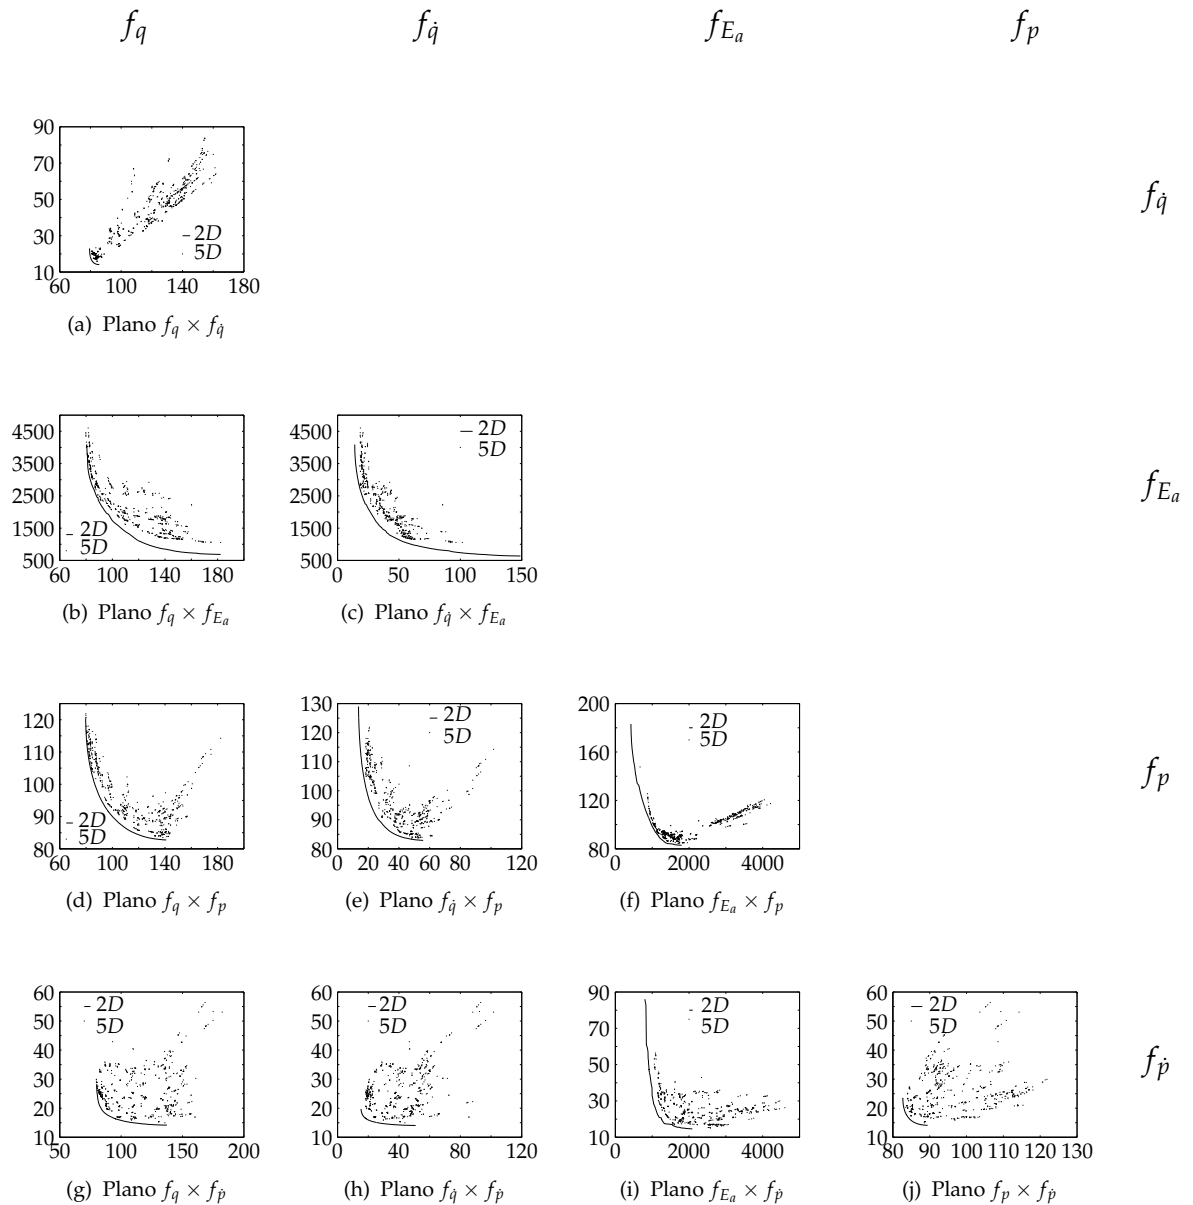 f_q f_q̇ f_{E_a} f_p
90
70
50
30
10
60 100 140 180
2D
5D
(a) Plano f_q × f_q̇
f_q̇
4500
3500
2500
1500
500
60 100 140 180
2D
5D
(b) Plano f_q × f_{E_a}
4500
3500
2500
1500
500
0 50 100 150
2D
5D
(c) Plano f_q̇ × f_{E_a}
f_{E_a}
120
110
100
90
80
60 100 140 180
2D
5D
(d) Plano f_q × f_p
130
120
110
100
90
80
0 20 40 60 80 120
2D
5D
(e) Plano f_q̇ × f_p
200
160
120
80
0 2000 4000
2D
5D
(f) Plano f_{E_a} × f_p
f_p
60
50
40
30
20
10
50 100 150 200
2D
5D
(g) Plano f_q × f_ṗ
60
50
40
30
20
10
0 40 80 120
2D
5D
(h) Plano f_q̇ × f_ṗ
90
70
50
30
10
0 2000 4000
2D
5D
(i) Plano f_{E_a} × f_ṗ
60
50
40
30
20
10
80 90 100 110 130
2D
5D
(j) Plano f_p × f_ṗ
f_ṗ